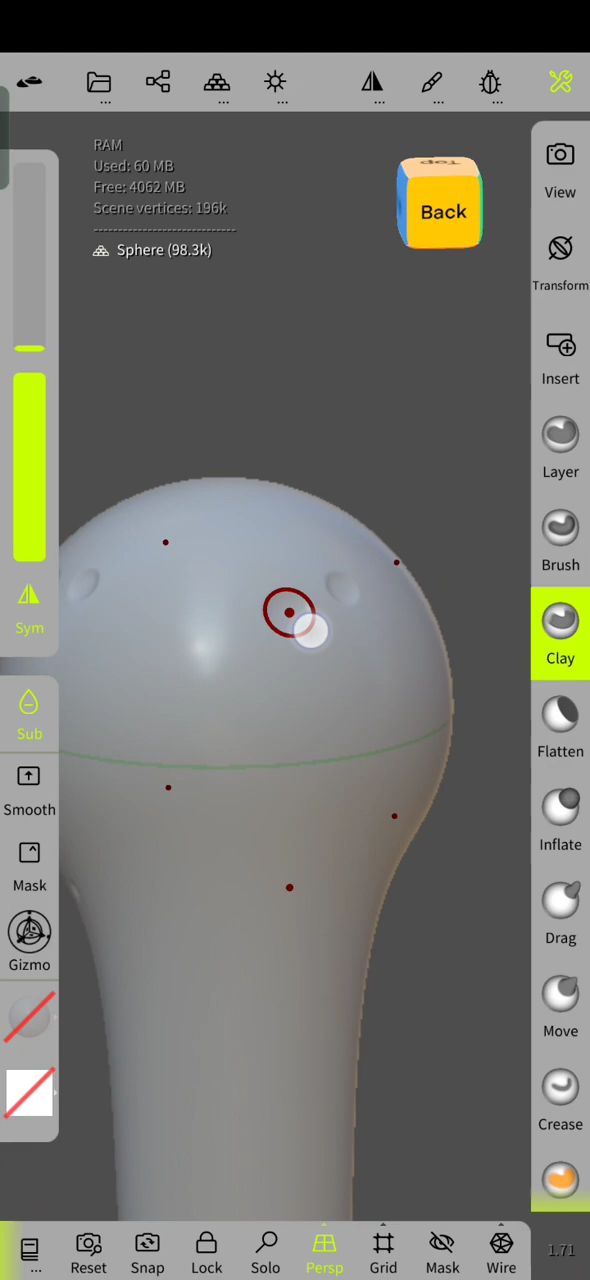 ...
...
...
...
...
...
RAM
Used: 60 MB
Free: 4062 MB
Scene vertices: 196k
------------------------------
Sphere (98.3k)
Top
Back
View
Transform
Insert
Layer
Brush
Clay
Flatten
Inflate
Drag
Move
Crease
Sym
Sub
Smooth
Mask
Gizmo
...
Reset
Snap
Lock
Solo
Persp
Grid
Mask
Wire
1.71